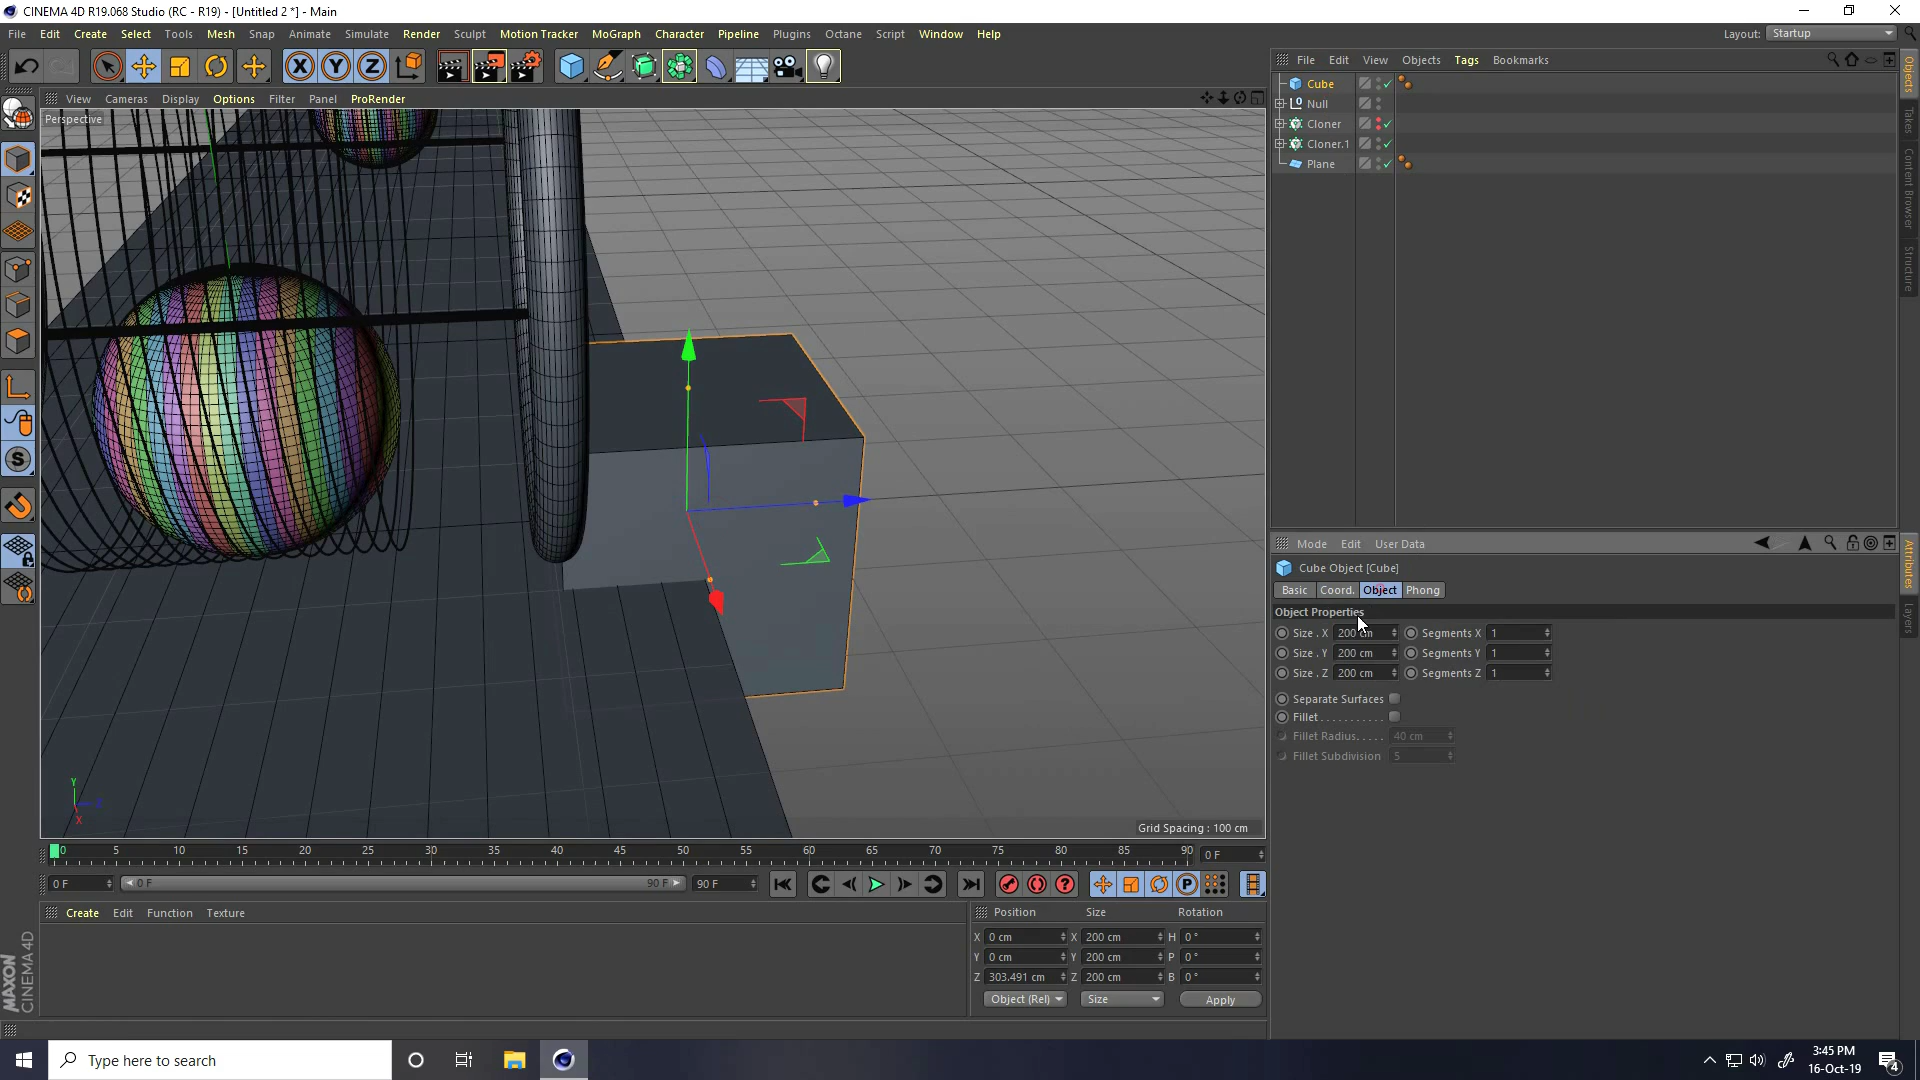 CINEMA 4D R19.068 Studio (RC - R19) - [Untitled 2 *] - Main
File Edit Create Select Tools Mesh Snap Animate Simulate Render Sculpt Motion Tracker MoGraph Character Pipeline Plugins Octane Script Window Help
Layout: Startup
File Edit View Objects Tags Bookmarks
View Cameras Display Options Filter Panel ProRender
Perspective
Cube
Null
Cloner
Cloner.1
Plane
Objects
Takes
Content Browser
Structure
Mode Edit User Data
Cube Object [Cube]
Basic Coord. Object Phong
Object Properties
Size . X 200 cm Segments X 1
Size . Y 200 cm Segments Y 1
Size . Z 200 cm Segments Z 1
Separate Surfaces
Fillet . . . . . . . . . . .
Fillet Radius. . . . . 40 cm
Fillet Subdivision 5
Attributes
Layers
Y
X
Grid Spacing : 100 cm
0 5 10 15 20 25 30 35 40 45 50 55 60 65 70 75 80 85 90 0 F
0 F 0 F 90 F 90 F
Create Edit Function Texture
Position Size Rotation
X 0 cm X 200 cm H 0 °
Y 0 cm Y 200 cm P 0 °
Z 303.491 cm Z 200 cm B 0 °
Object (Rel) Size Apply
MAXON
CINEMA 4D
Type here to search
3:45 PM
16-Oct-19
4